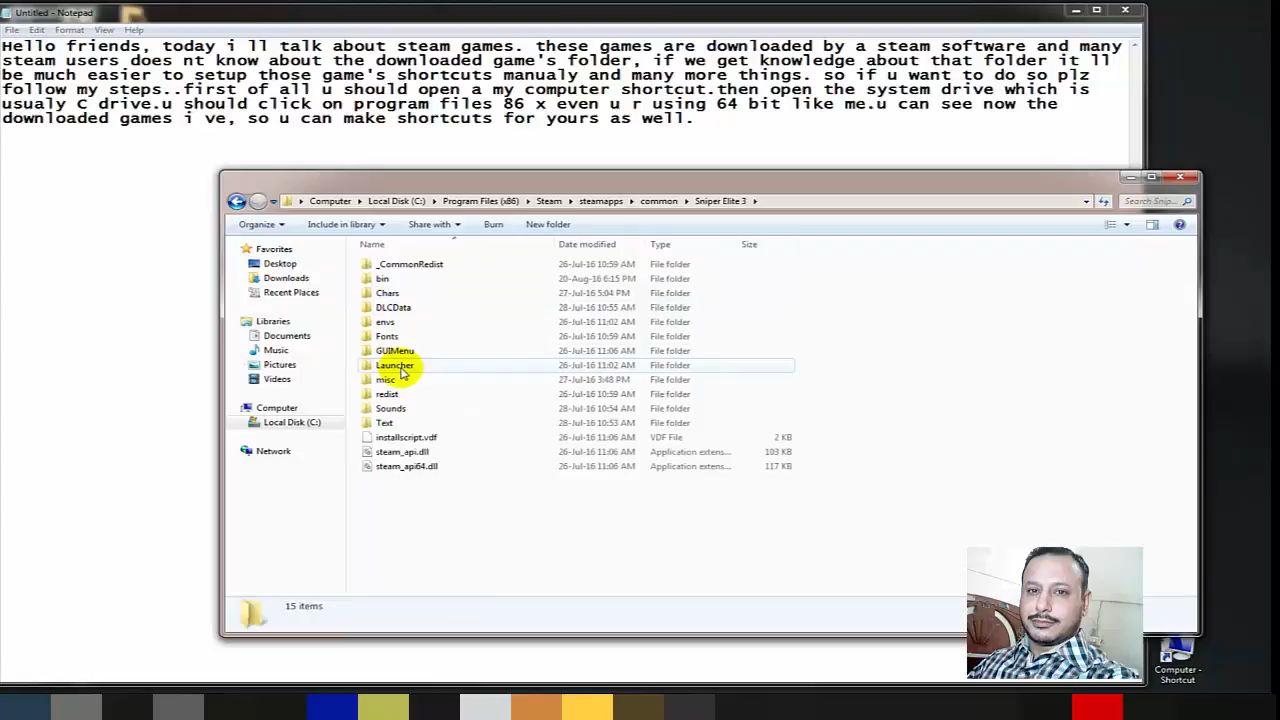 Untitled - Notepad
File Edit Format View Help
Hello friends, today i ll talk about steam games. these games are downloaded by a steam software and many
steam users does nt know about the downloaded game's folder, if we get knowledge about that folder it ll
be much easier to setup those game's shortcuts manualy and many more things. so if u want to do so plz
follow my steps..first of all u should open a my computer shortcut.then open the system drive which is
usualy C drive.u should click on program files 86 x even u r using 64 bit like me.u can see now the
downloaded games i ve, so u can make shortcuts for yours as well.
Computer Local Disk (C:) Program Files (x86) Steam steamapps common Sniper Elite 3
Search Snip...
Organize Include in library Share with Burn New folder
Favorites
Desktop
Downloads
Recent Places
Libraries
Documents
Music
Pictures
Videos
Computer
Local Disk (C:)
Network
Name Date modified Type Size
_CommonRedist 26-Jul-16 10:59 AM File folder
bin 20-Aug-16 6:15 PM File folder
Chars 27-Jul-16 5:04 PM File folder
DLCData 28-Jul-16 10:55 AM File folder
envs 26-Jul-16 11:02 AM File folder
Fonts 26-Jul-16 10:59 AM File folder
GUIMenu 26-Jul-16 11:06 AM File folder
Launcher 26-Jul-16 11:02 AM File folder
misc 27-Jul-16 3:48 PM File folder
redist 26-Jul-16 10:59 AM File folder
Sounds 28-Jul-16 10:54 AM File folder
Text 28-Jul-16 10:53 AM File folder
installscript.vdf 26-Jul-16 11:06 AM VDF File 2 KB
steam_api.dll 26-Jul-16 11:06 AM Application extens... 103 KB
steam_api64.dll 26-Jul-16 11:06 AM Application extens... 117 KB
15 items
Computer -
Shortcut